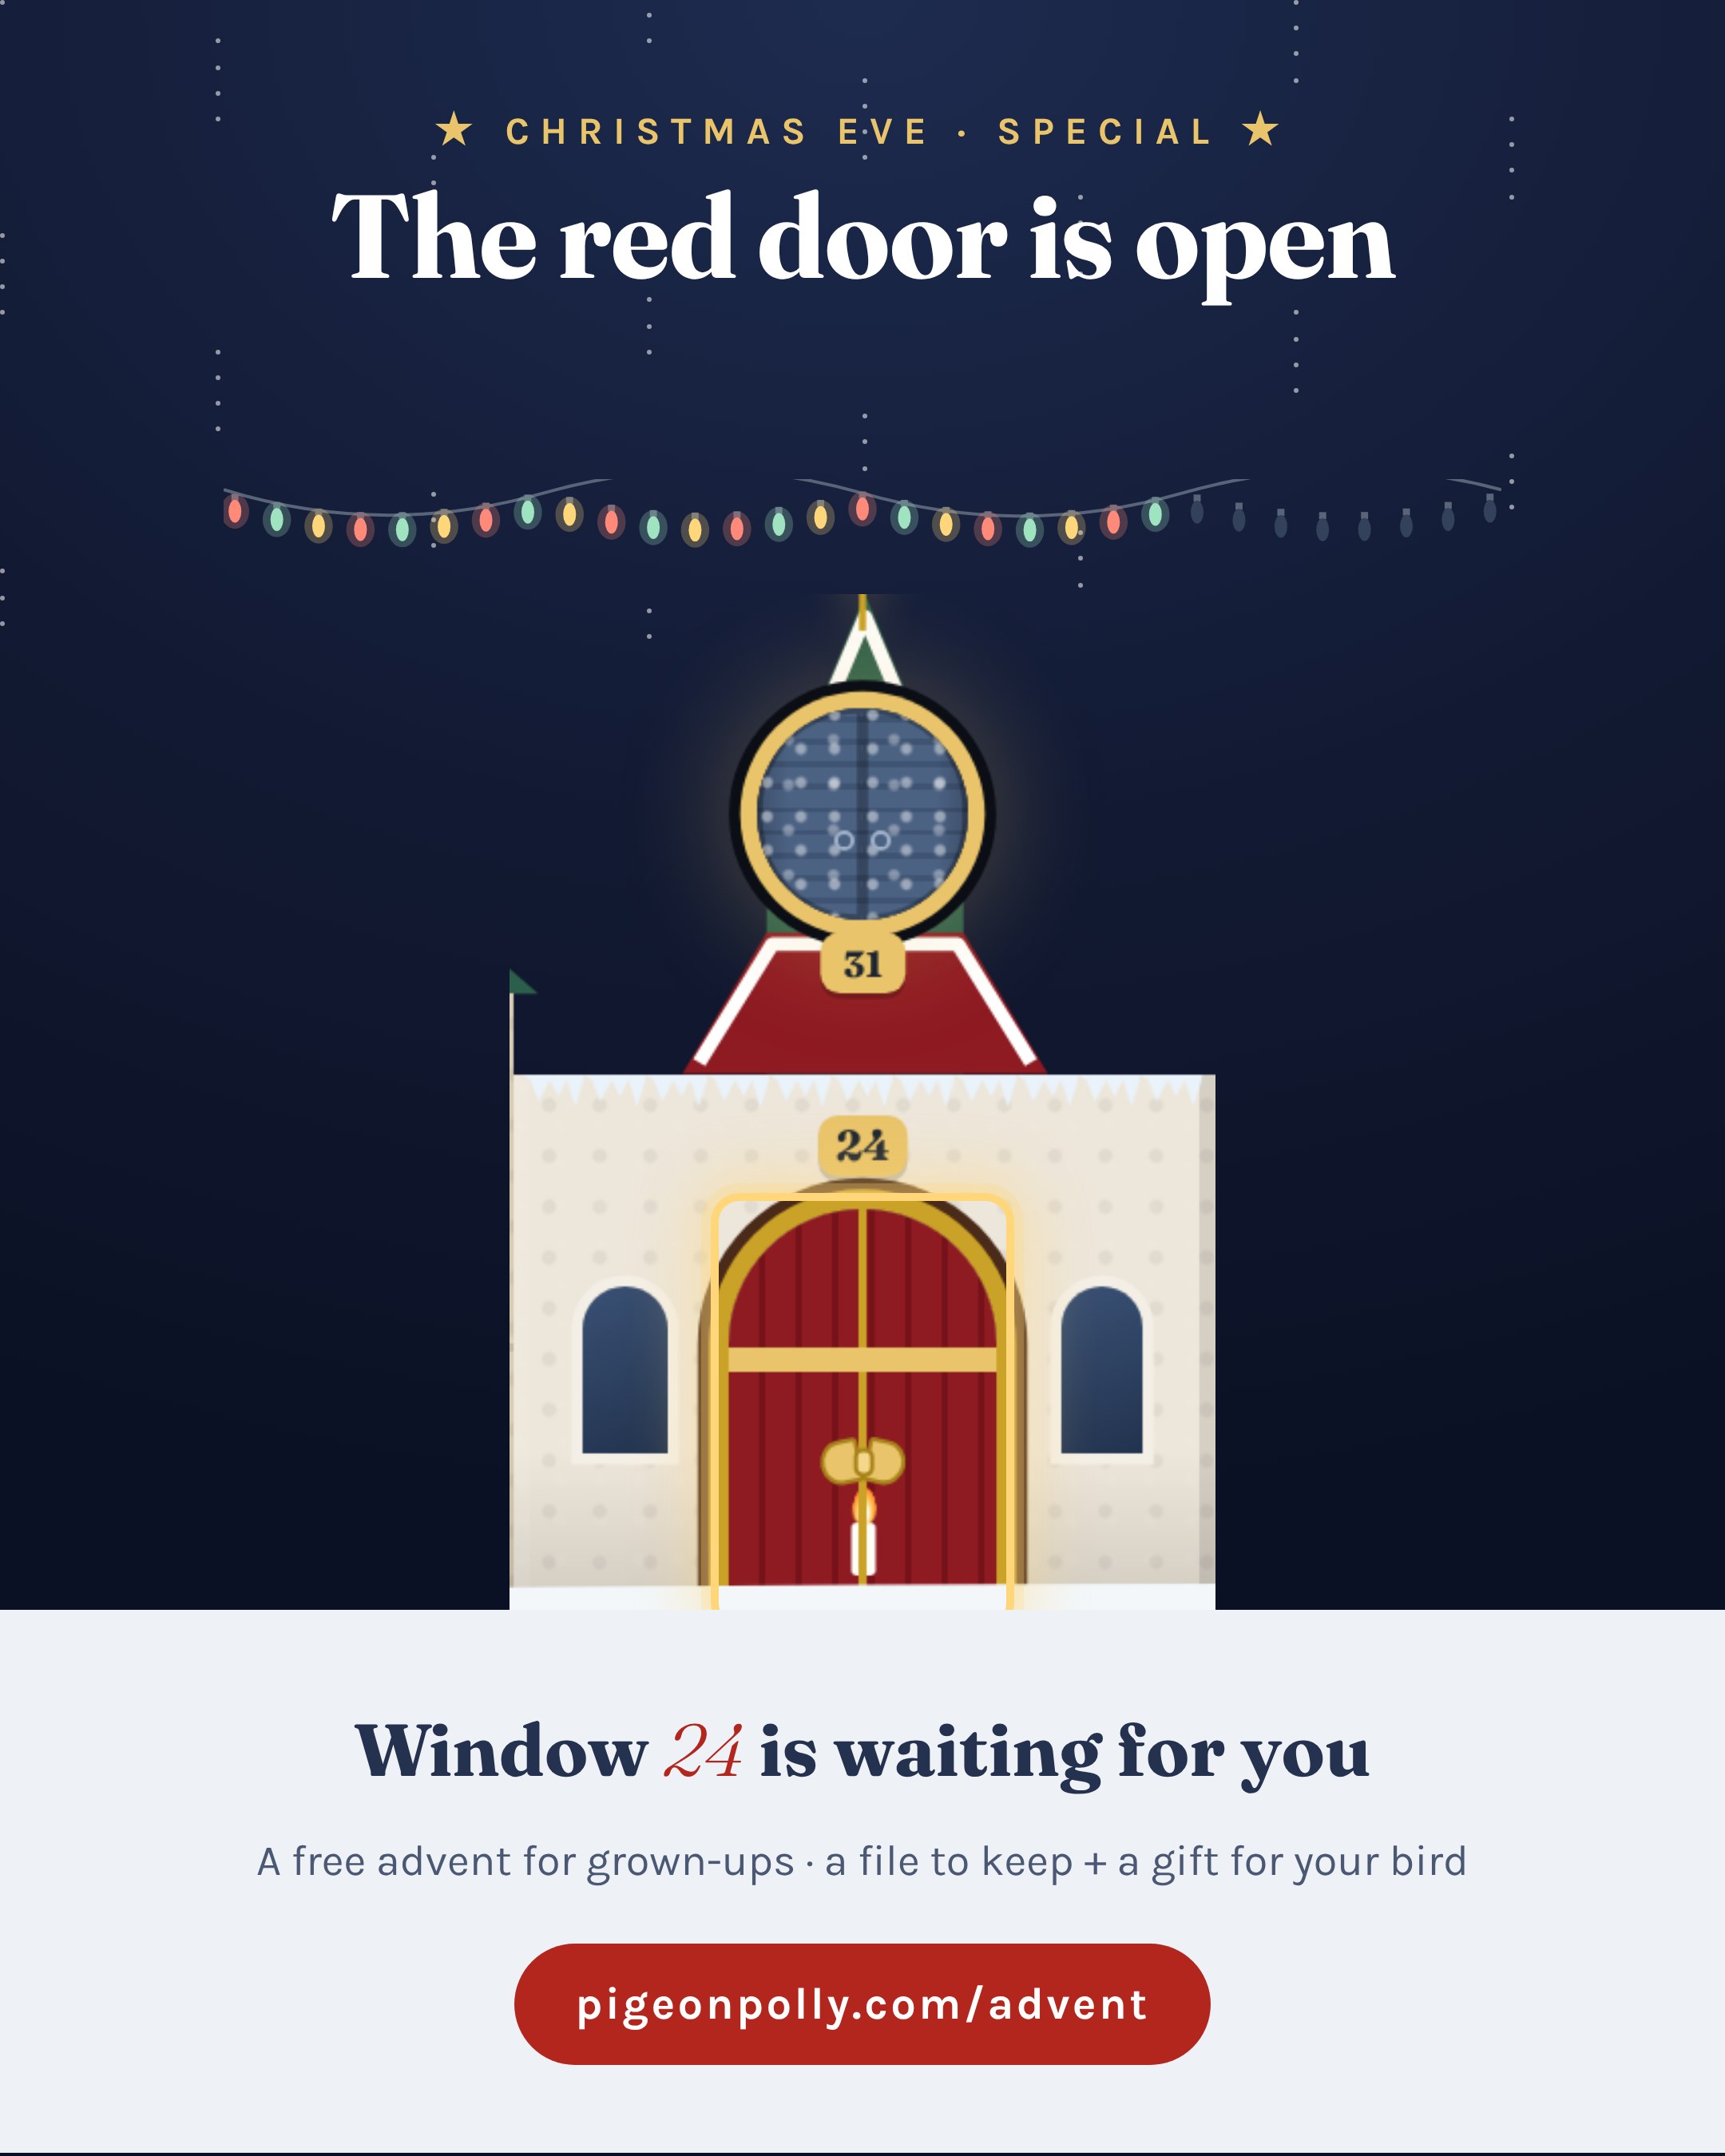 ★ CHRISTMAS EVE · SPECIAL ★
The red door is open
31
24
Window 24 is waiting for you
A free advent for grown-ups · a file to keep + a gift for your bird
pigeonpolly.com/advent